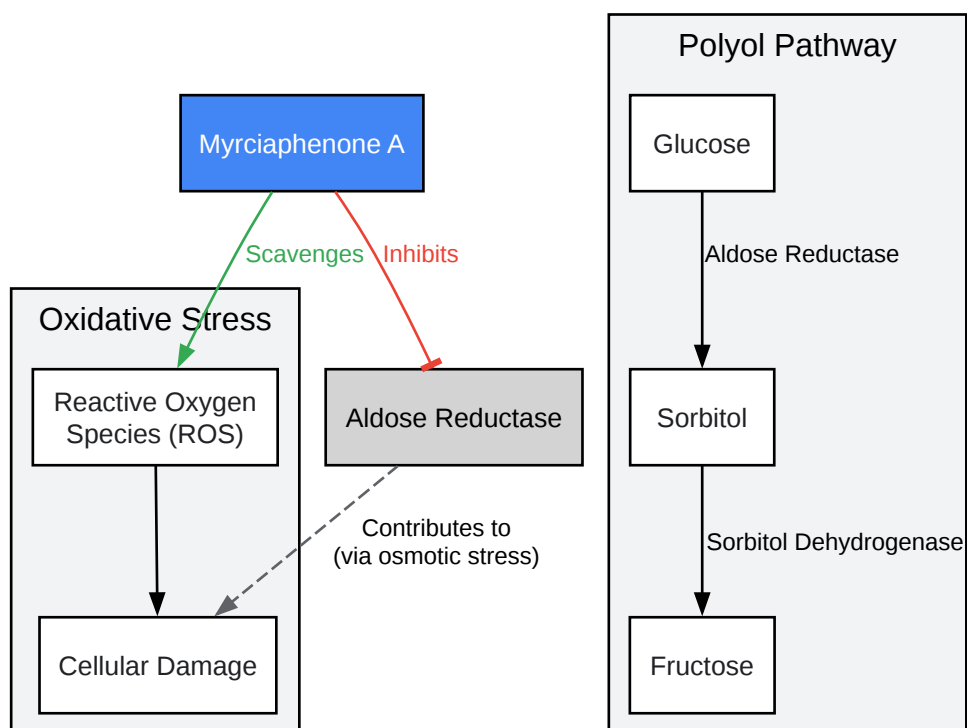 Polyol Pathway
Myrciaphenone A
Glucose
Scavenges
Inhibits
Aldose Reductase
Oxidative Stress
Reactive Oxygen
Species (ROS)
Aldose Reductase
Sorbitol
Contributes to
(via osmotic stress)
Sorbitol Dehydrogenase
Cellular Damage
Fructose